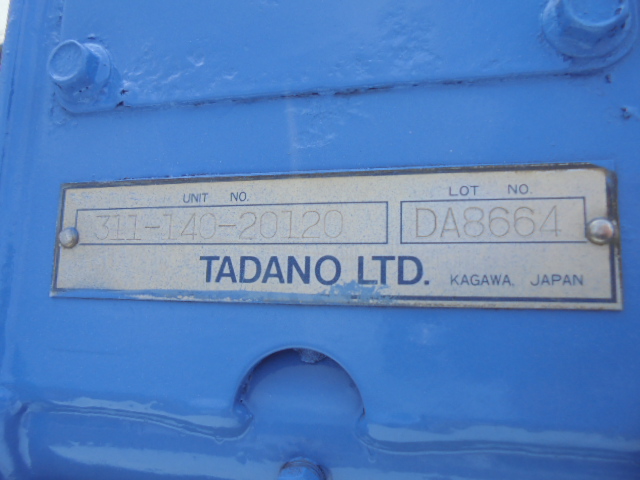 UNIT NO. LOT NO.
311-140-20120 DA8664
TADANO LTD. KAGAWA, JAPAN